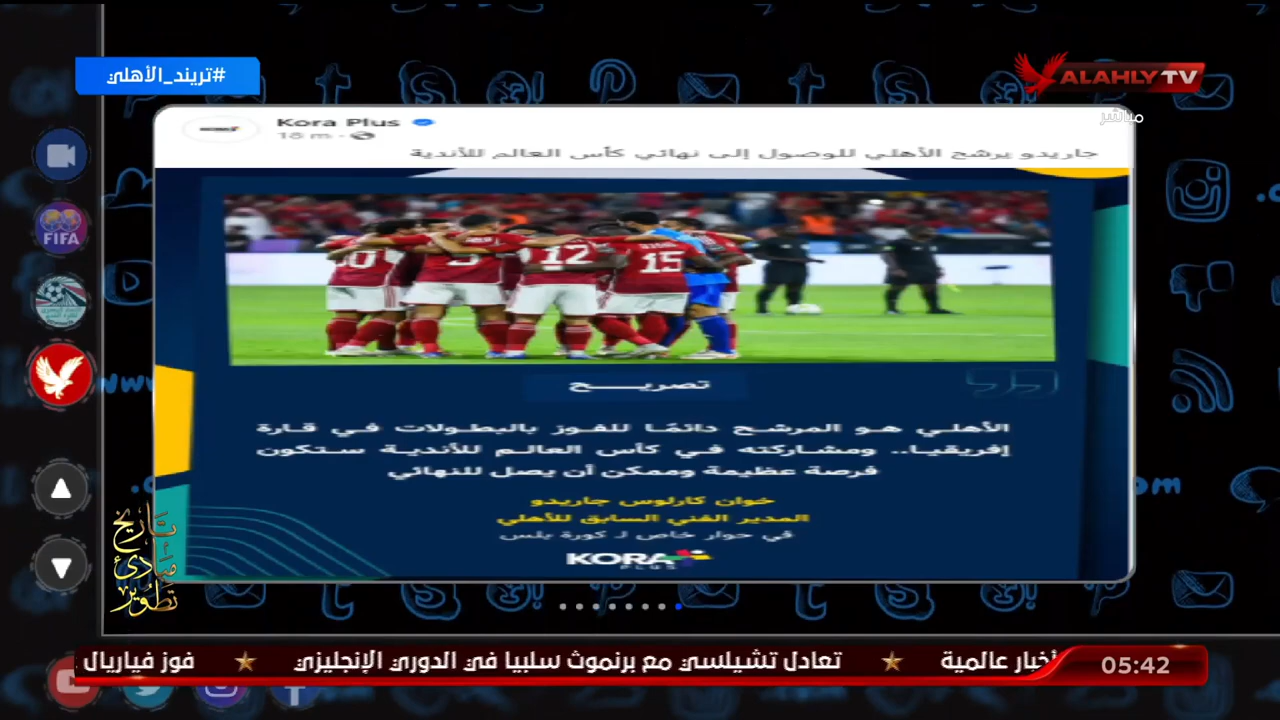 #تريند_الأهلي
ALAHLY TV
مباشر
Kora Plus
18 m
جاريدو يرشح الأهلي للوصول إلى نهائي كأس العالم للأندية
FIFA
12
15
تصريح
الأهلي هو المرشح دائمًا للفوز بالبطولات في قارة
إفريقيا.. ومشاركته في كأس العالم للأندية ستكون
فرصة عظيمة وممكن أن يصل للنهائي
خوان كارلوس جاريدو
المدير الفني السابق للأهلي
في حوار خاص لـ كورة بلس
KORA
PLUS
تاريخ
مبادئ
تطوير
أخبار عالمية ★ تعادل تشيلسي مع برنموث سلبيا في الدوري الإنجليزي ★ فوز فياريال
05:42